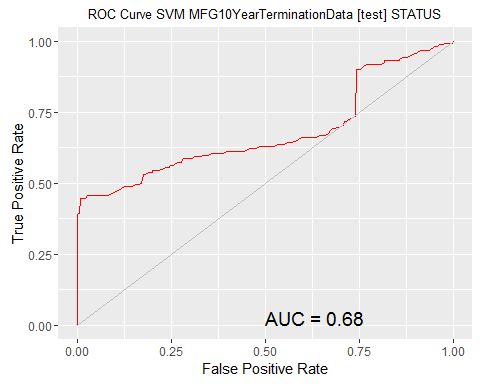 ROC Curve SVM MFG10YearTerminationData [test] STATUS
True Positive Rate
1.00
0.75
0.50
0.25
0.00
AUC = 0.68
0.00 0.25 0.50 0.75 1.00
False Positive Rate